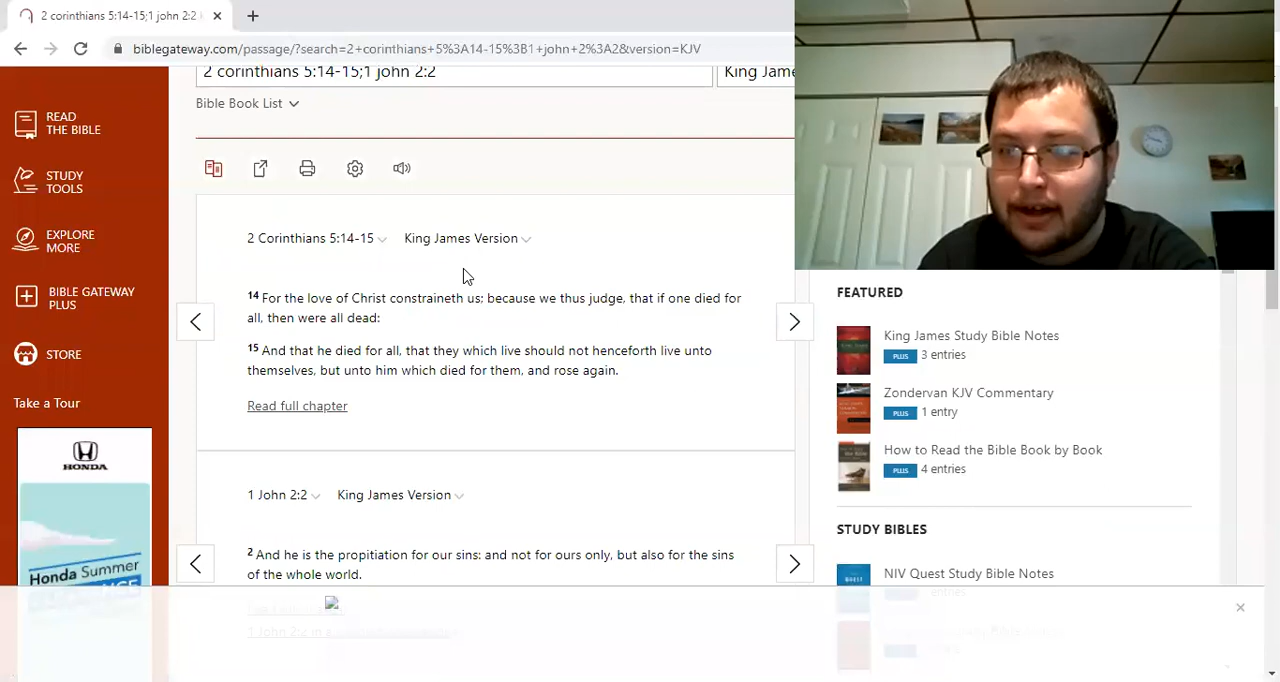 2 corinthians 5:14-15;1 john 2:2
biblegateway.com/passage/?search=2+corinthians+5%3A14-15%3B1+john+2%3A2&version=KJV
2 corinthians 5:14-15;1 john 2:2
King Jame
Bible Book List
READ
THE BIBLE
STUDY
TOOLS
EXPLORE
MORE
BIBLE GATEWAY
PLUS
STORE
Take a Tour
HONDA
Honda Summer
2 Corinthians 5:14-15 King James Version
14 For the love of Christ constraineth us; because we thus judge, that if one died for
all, then were all dead:
15 And that he died for all, that they which live should not henceforth live unto
themselves, but unto him which died for them, and rose again.
Read full chapter
1 John 2:2 King James Version
2 And he is the propitiation for our sins: and not for ours only, but also for the sins
of the whole world.
1 John 2:2 in
FEATURED
King James Study Bible Notes
PLUS 3 entries
Zondervan KJV Commentary
PLUS 1 entry
How to Read the Bible Book by Book
PLUS 4 entries
STUDY BIBLES
NIV Quest Study Bible Notes
entries